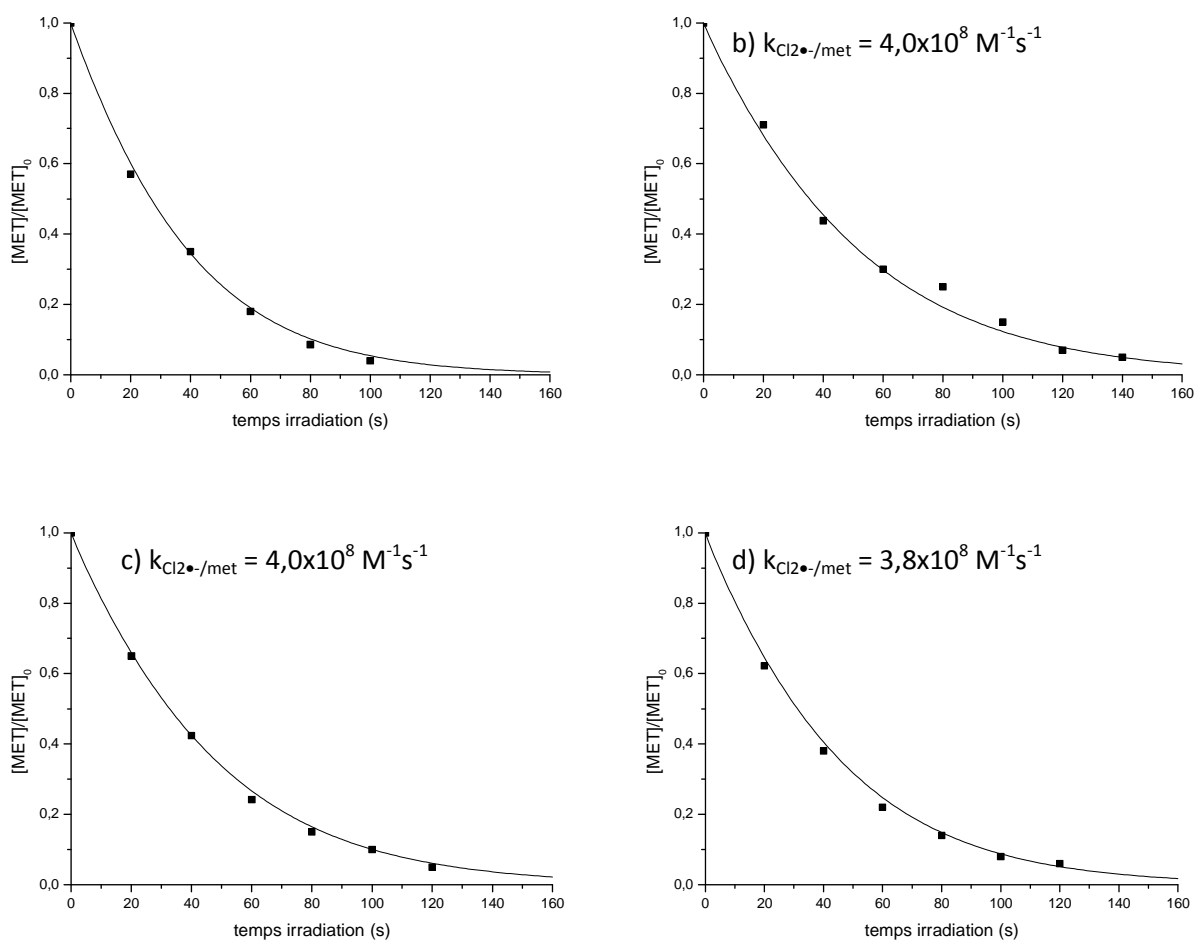 1,0
0,8
0,6
0,4
0,2
0,0
[MET]/[MET]₀
0 20 40 60 80 100 120 140 160
temps irradiation (s)
b) k_Cl2•-/met = 4,0x10⁸ M⁻¹s⁻¹
1,0
0,8
0,6
0,4
0,2
0,0
[MET]/[MET]₀
0 20 40 60 80 100 120 140 160
temps irradiation (s)
c) k_Cl2•-/met = 4,0x10⁸ M⁻¹s⁻¹
1,0
0,8
0,6
0,4
0,2
0,0
[MET]/[MET]₀
0 20 40 60 80 100 120 140 160
temps irradiation (s)
d) k_Cl2•-/met = 3,8x10⁸ M⁻¹s⁻¹
1,0
0,8
0,6
0,4
0,2
0,0
[MET]/[MET]₀
0 20 40 60 80 100 120 140 160
temps irradiation (s)